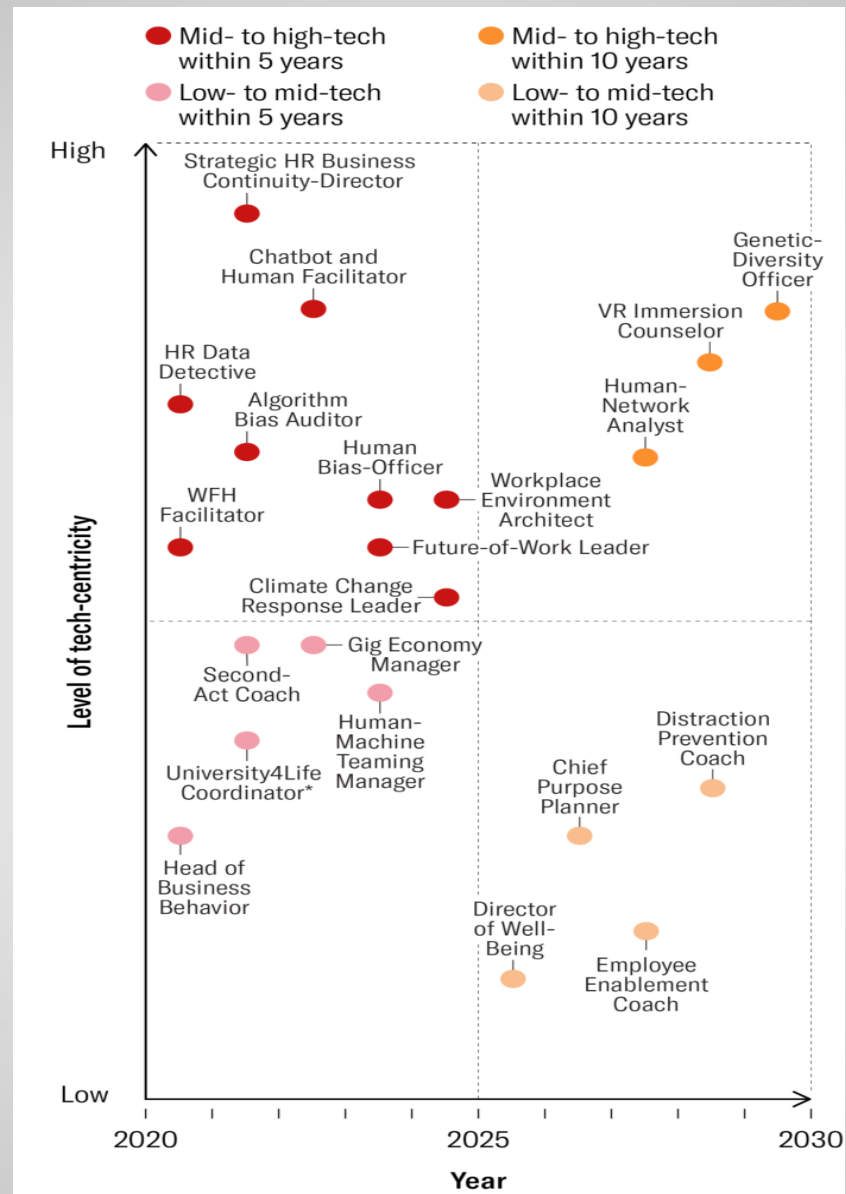 Mid- to high-tech
within 5 years
Mid- to high-tech
within 10 years
Low- to mid-tech
within 5 years
Low- to mid-tech
within 10 years
High
Strategic HR Business
Continuity-Director
Genetic-
Diversity
Officer
Chatbot and
Human Facilitator
VR Immersion
Counselor
HR Data
Detective
Human-
Network
Analyst
Algorithm
Bias Auditor
Human
Bias-Officer
Workplace
Environment
Architect
WFH
Facilitator
Future-of-Work Leader
Climate Change
Response Leader
Level of tech-centricity
Gig Economy
Manager
Second-
Act Coach
Human-
Machine
Teaming
Manager
Distraction
Prevention
Coach
University4Life
Coordinator*
Chief
Purpose
Planner
Head of
Business
Behavior
Director
of Well-
Being
Employee
Enablement
Coach
Low
2020
2025
2030
Year